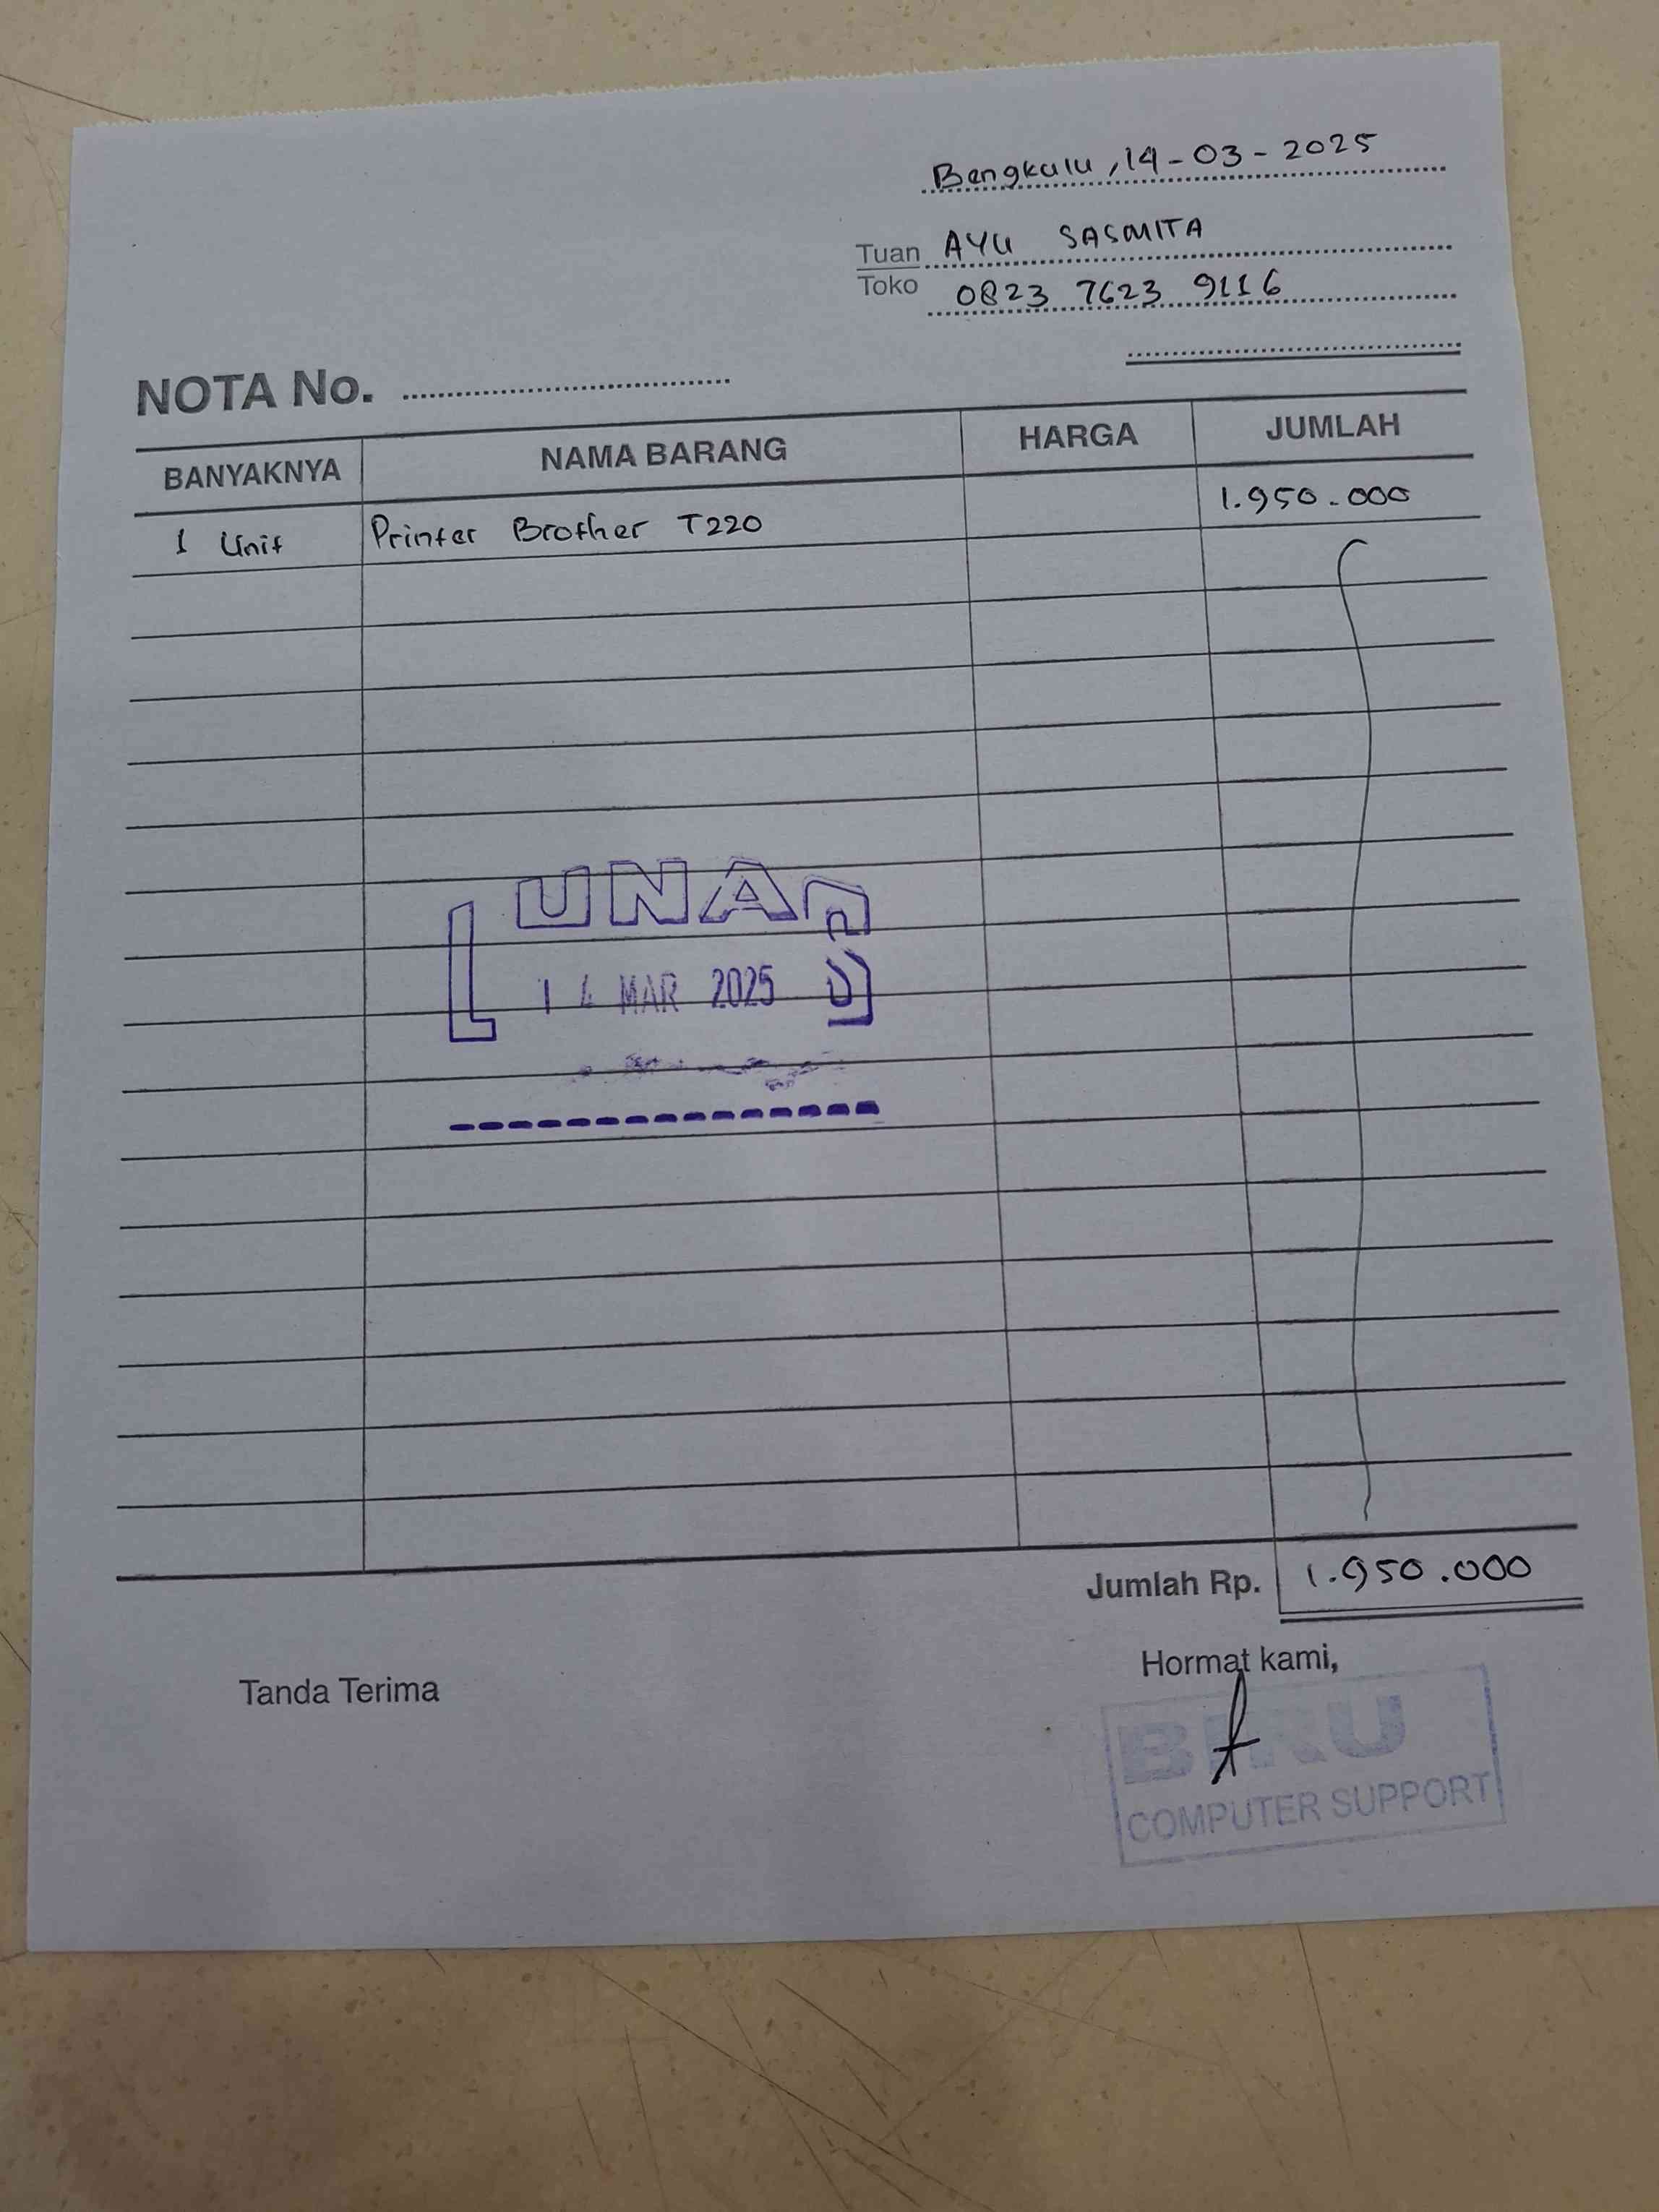 Bengkulu, 14-03-2025
Tuan AYU SASMITA
Toko 0823 7623 9116
NOTA No.
BANYAKNYA NAMA BARANG HARGA JUMLAH
1 Unit Printer Brother T220 1.950.000
LUNAS
14 MAR 2025
Jumlah Rp. 1.950.000
Tanda Terima Hormat kami,
BIRU
COMPUTER SUPPORT